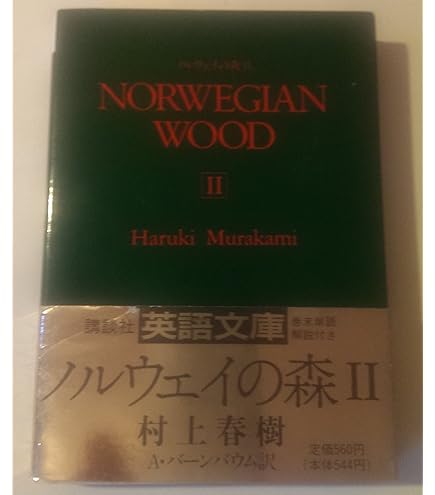 ノルウェイの森 II
NORWEGIAN
WOOD
II
Haruki Murakami
講談社 英語文庫 巻末単語
解説付き
ノルウェイの森 II
村上春樹
A・バーンバウム訳
定価560円
(本体544円)